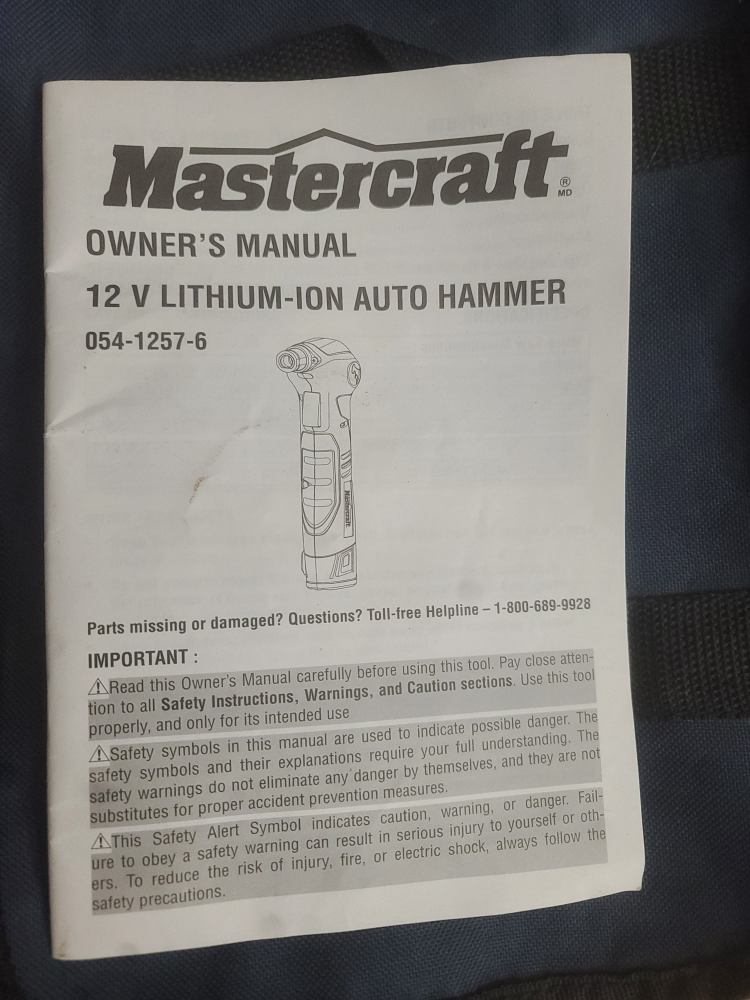 Mastercraft
®
MD
OWNER'S MANUAL
12 V LITHIUM-ION AUTO HAMMER
054-1257-6
Mastercraft
Parts missing or damaged? Questions? Toll-free Helpline – 1-800-689-9928
IMPORTANT :
⚠Read this Owner's Manual carefully before using this tool. Pay close atten-
tion to all Safety Instructions, Warnings, and Caution sections. Use this tool
properly, and only for its intended use
⚠Safety symbols in this manual are used to indicate possible danger. The
safety symbols and their explanations require your full understanding. The
safety warnings do not eliminate any danger by themselves, and they are not
substitutes for proper accident prevention measures.
⚠This Safety Alert Symbol indicates caution, warning, or danger. Fail-
ure to obey a safety warning can result in serious injury to yourself or oth-
ers. To reduce the risk of injury, fire, or electric shock, always follow the
safety precautions.